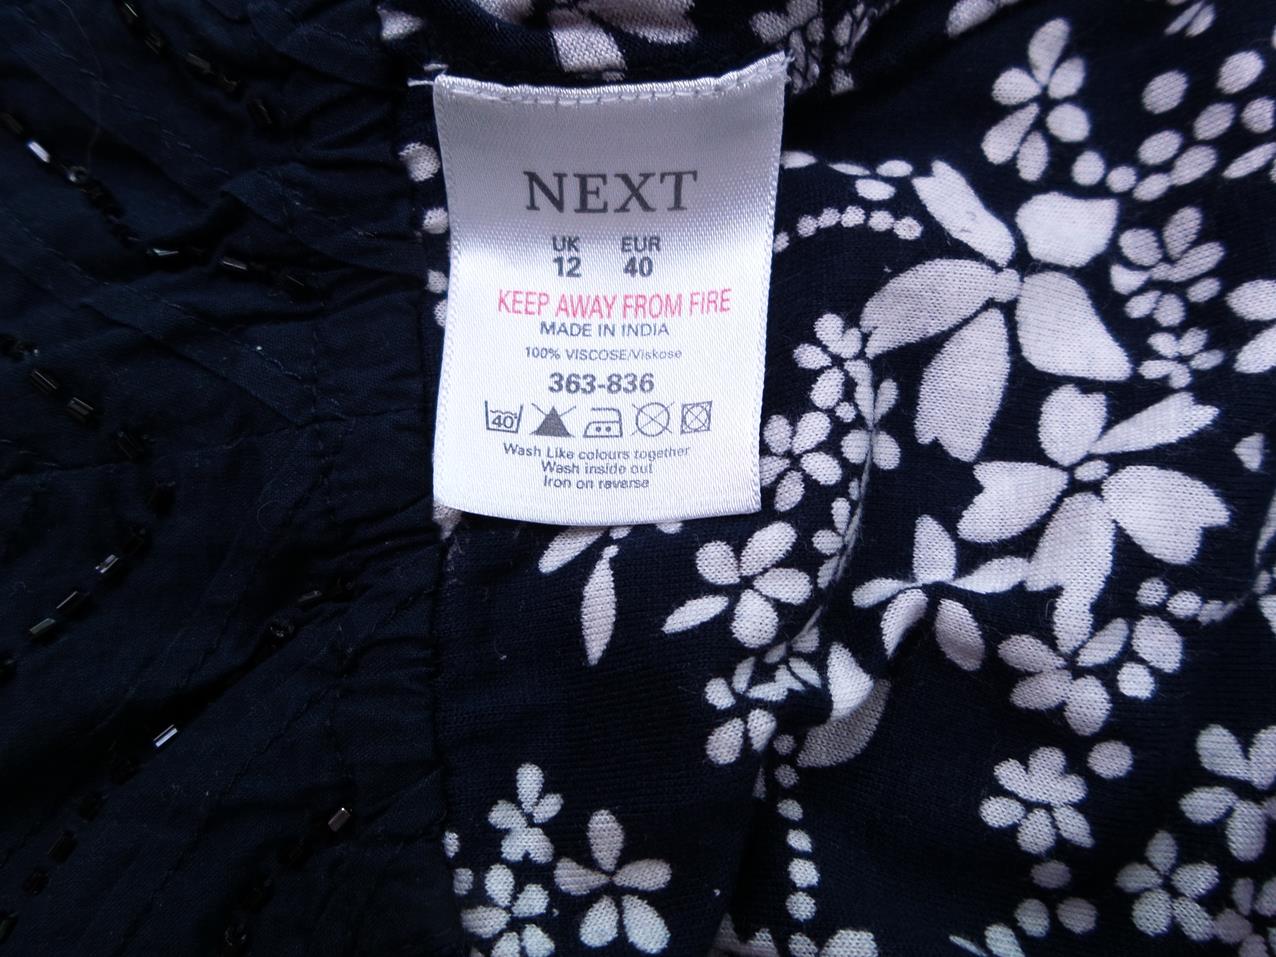 NEXT
UK EUR
12 40
KEEP AWAY FROM FIRE
MADE IN INDIA
100% VISCOSE/Viskose
363-836
40
Wash Like colours together
Wash inside out
Iron on reverse